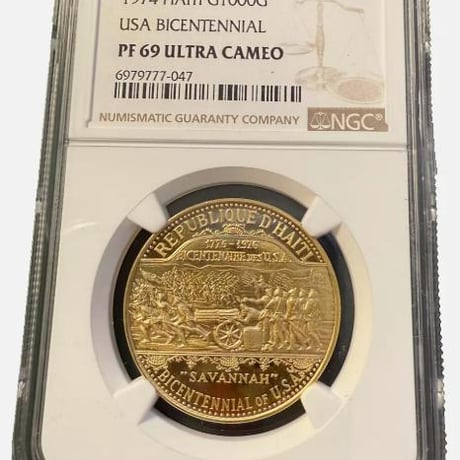 1974 HAITI G1000G
USA BICENTENNIAL
PF 69 ULTRA CAMEO
6979777-047
NUMISMATIC GUARANTY COMPANY NGC®
REPUBLIQUE D'HAITI
1776-1976
BICENTENAIRE DES U.S.A.
"SAVANNAH"
BICENTENNIAL OF U.S.A.